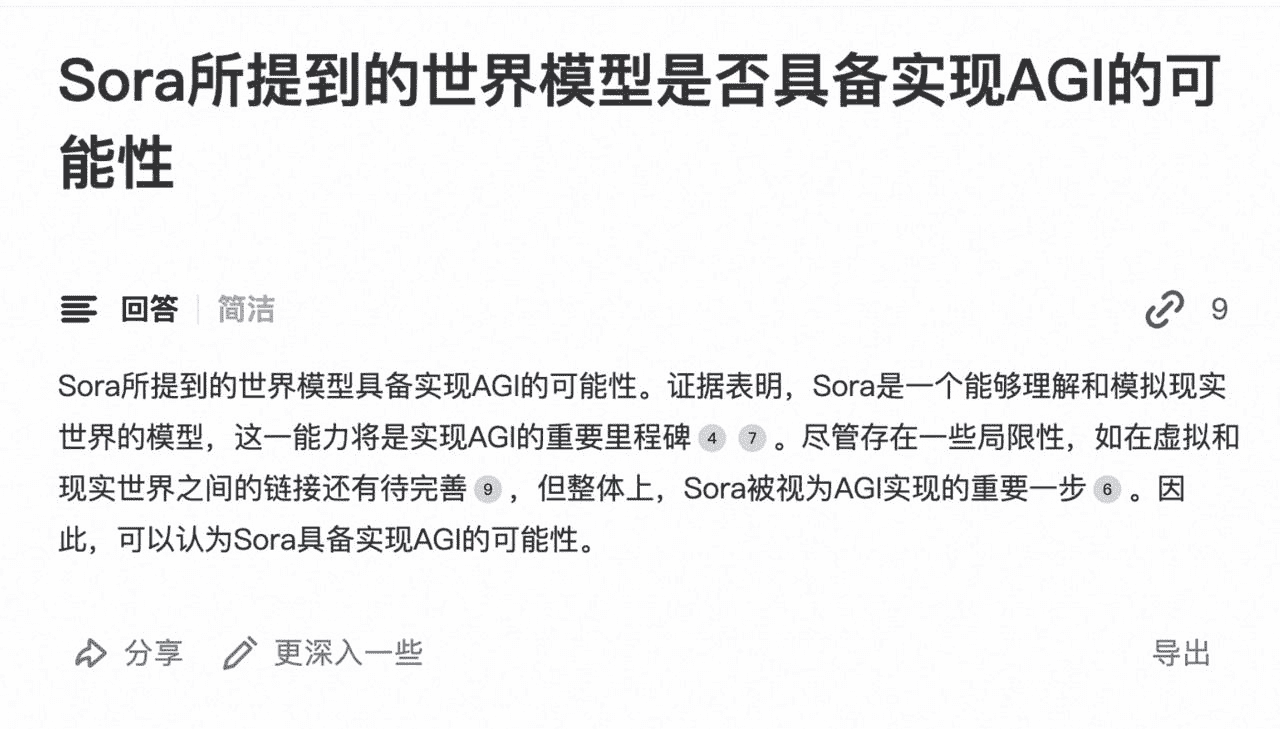 Sora所提到的世界模型是否具备实现AGI的可
能性
回答 简洁 9
Sora所提到的世界模型具备实现AGI的可能性。证据表明，Sora是一个能够理解和模拟现实
世界的模型，这一能力将是实现AGI的重要里程碑 4 7 。尽管存在一些局限性，如在虚拟和
现实世界之间的链接还有待完善 9 ，但整体上，Sora被视为AGI实现的重要一步 6 。因
此，可以认为Sora具备实现AGI的可能性。
分享 更深入一些 导出